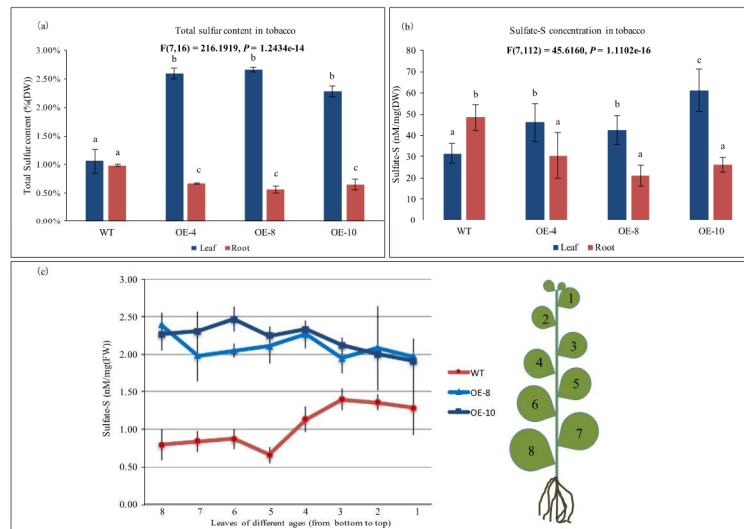 (a)
Total sulfur content in tobacco
F(7,16) = 216.1919, P = 1.2434e-14
Total Sulfur content (%(DW)
3.00%
2.50%
2.00%
1.50%
1.00%
0.50%
0.00%
a
a
b
c
b
c
b
c
WT
OE-4
OE-8
OE-10
Leaf
Root
(b)
Sulfate-S concentration in tobacco
F(7,112) = 45.6160, P = 1.1102e-16
Sulfate-S (nM/mg(DW))
80
70
60
50
40
30
20
10
0
a
b
b
a
b
a
c
a
WT
OE-4
OE-8
OE-10
Leaf
Root
(c)
Sulfate-S (nM/mg(FW)
3.00
2.50
2.00
1.50
1.00
0.50
0.00
8
7
6
5
4
3
2
1
Leaves of different ages (from bottom to top)
WT
OE-8
OE-10
1
2
3
4
5
6
7
8